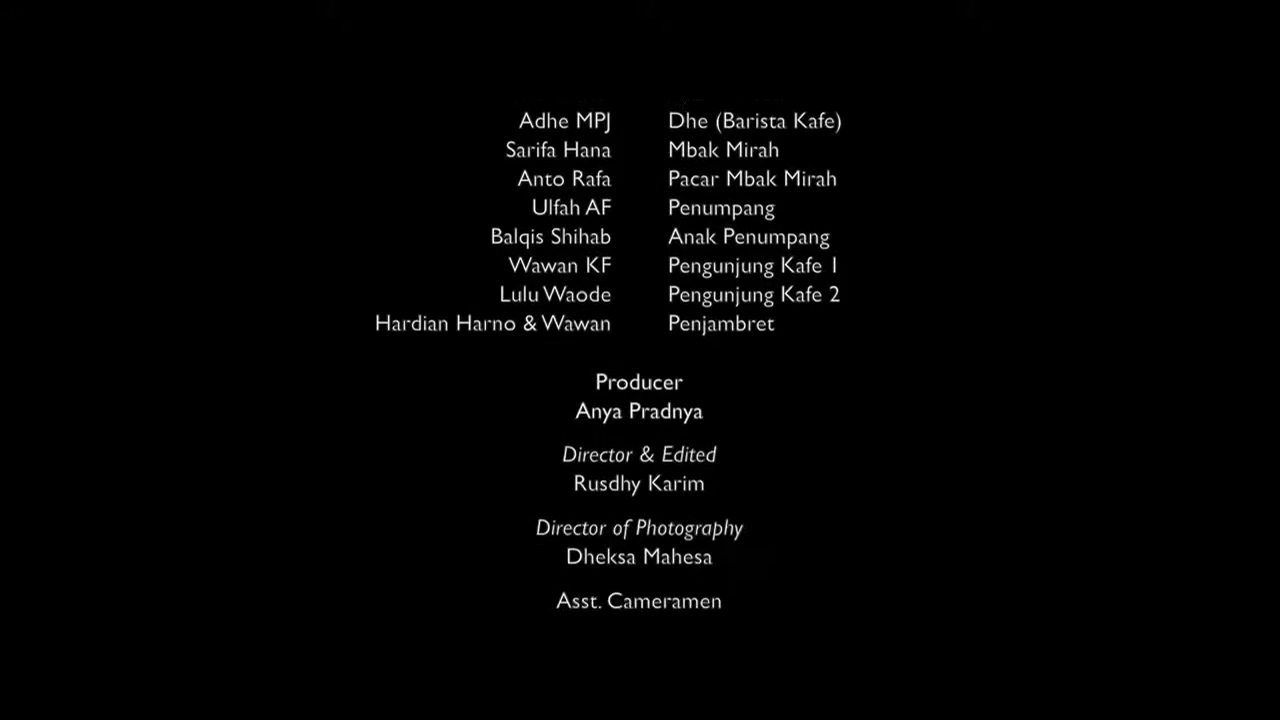 Adhe MPJ Dhe (Barista Kafe)
Sarifa Hana Mbak Mirah
Anto Rafa Pacar Mbak Mirah
Ulfah AF Penumpang
Balqis Shihab Anak Penumpang
Wawan KF Pengunjung Kafe 1
Lulu Waode Pengunjung Kafe 2
Hardian Harno & Wawan Penjambret
Producer
Anya Pradnya
Director & Edited
Rusdhy Karim
Director of Photography
Dheksa Mahesa
Asst. Cameramen